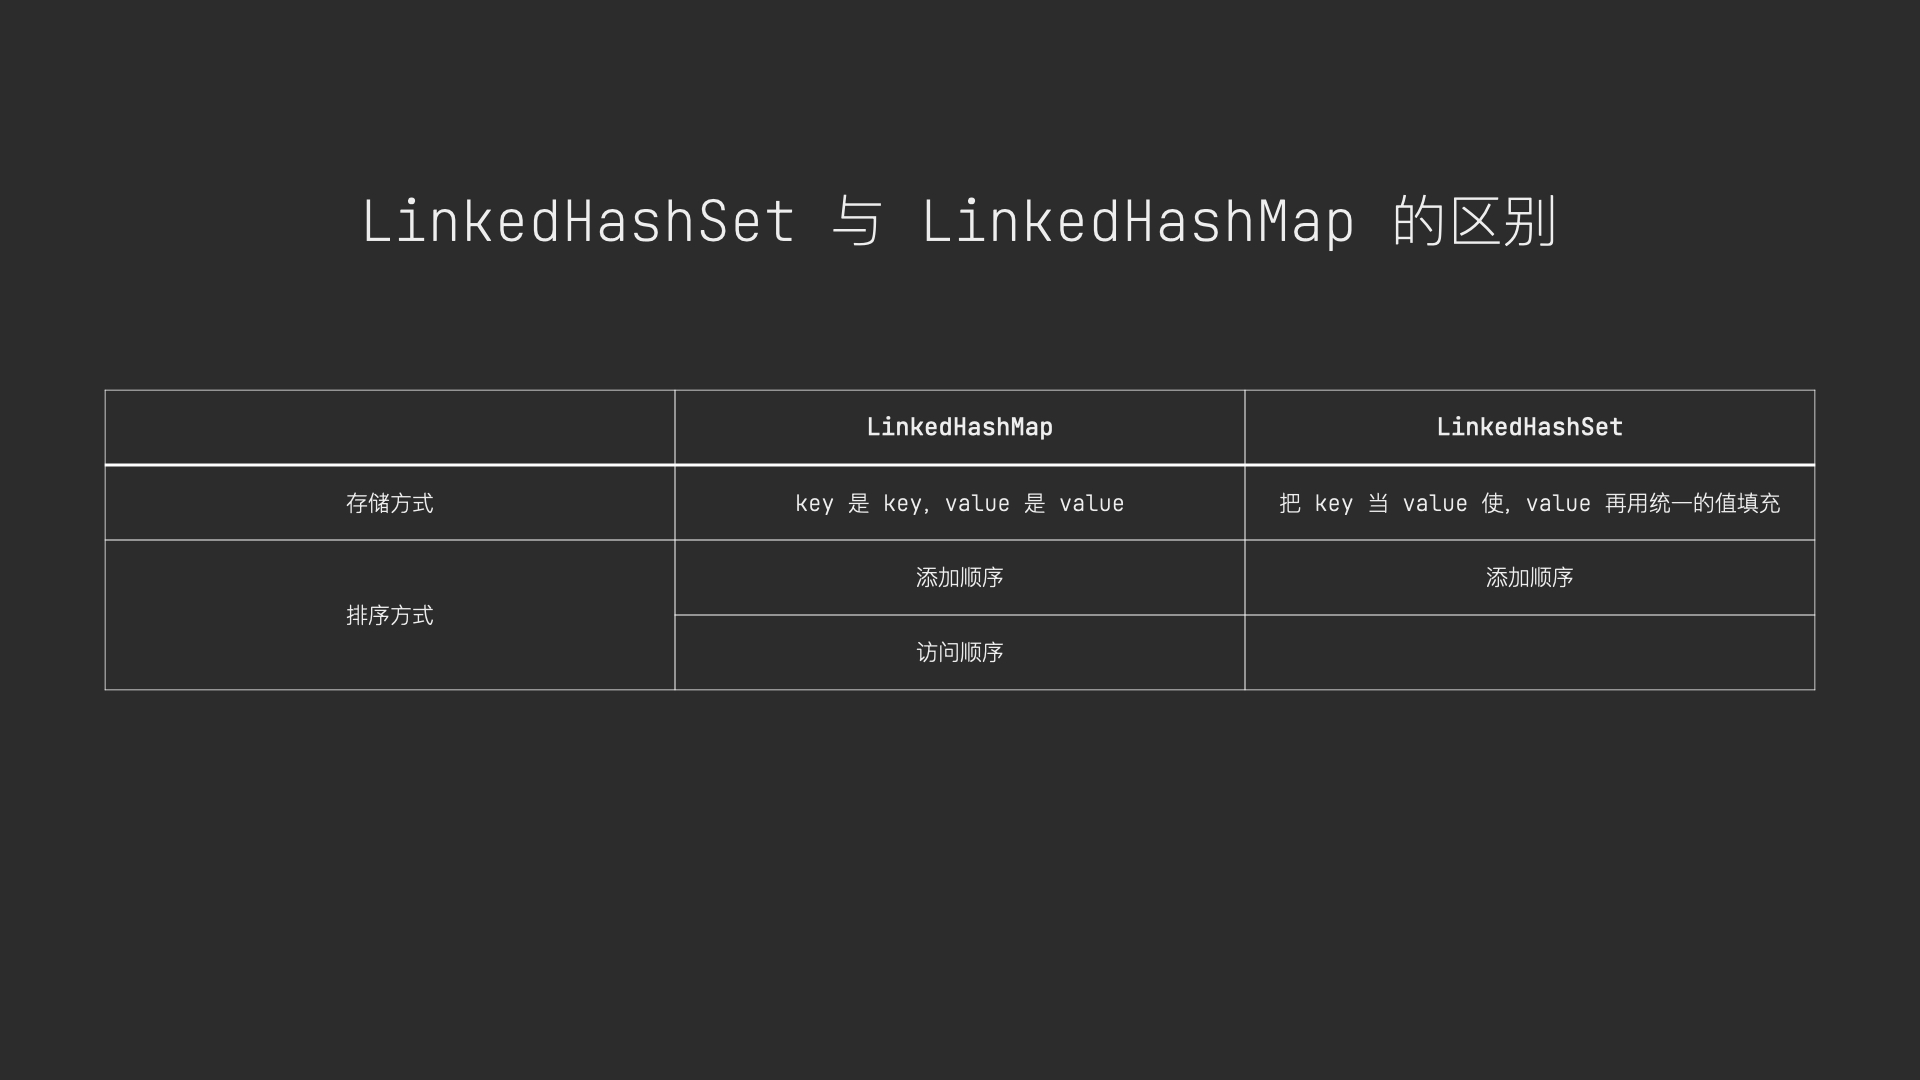 LinkedHashSet 与 LinkedHashMap 的区别
LinkedHashMap
LinkedHashSet
存储方式
key 是 key, value 是 value
把 key 当 value 使, value 再用统一的值填充
排序方式
添加顺序
添加顺序
访问顺序